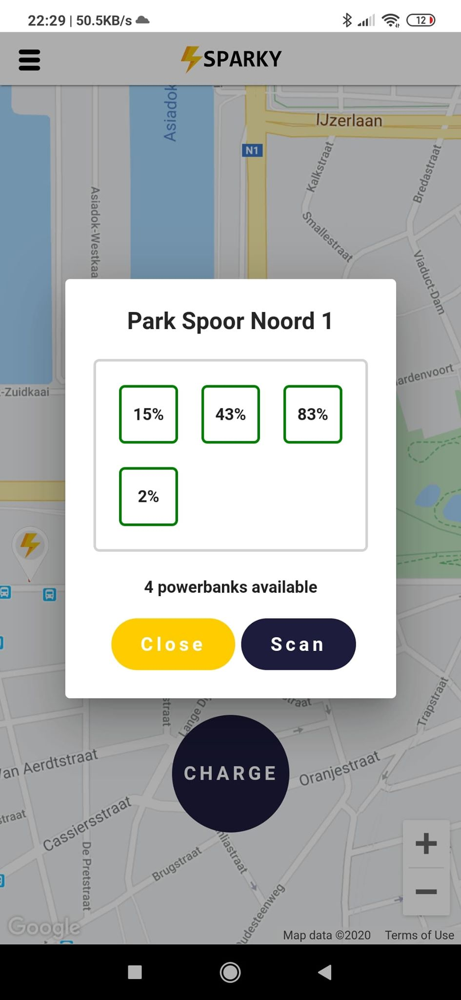 22:29 | 50.5KB/s
12
SPARKY
Asiadok
IJzerlaan
N1
Kalkstraat
Bredastraat
Asiadok-Westkaa
Smallestraat
Viaduct-Dam
Park Spoor Noord 1
ardenvoort
-Zuidkaai
15%
43%
83%
2%
4 powerbanks available
Close
Scan
straat
Lange D
traat
Trapstraat
Van Aerdtstraat
CHARGE
Oranjestraat
straat
Cassiersstraat
De Pretstraat
Brugstraat
nliastraat
udesteenweg
Google
Map data ©2020
Terms of Use